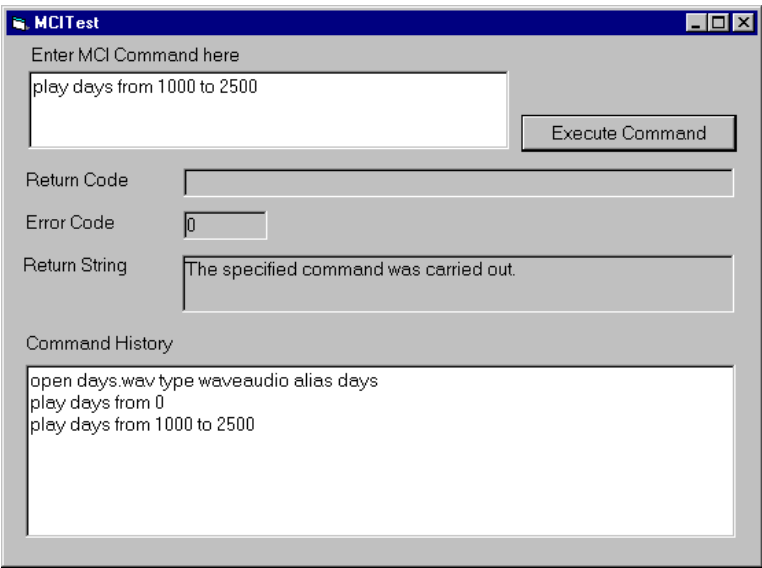 MCITest
Enter MCI Command here
play days from 1000 to 2500
Execute Command
Return Code
Error Code
0
Return String
The specified command was carried out.
Command History
open days.wav type waveaudio alias days
play days from 0
play days from 1000 to 2500